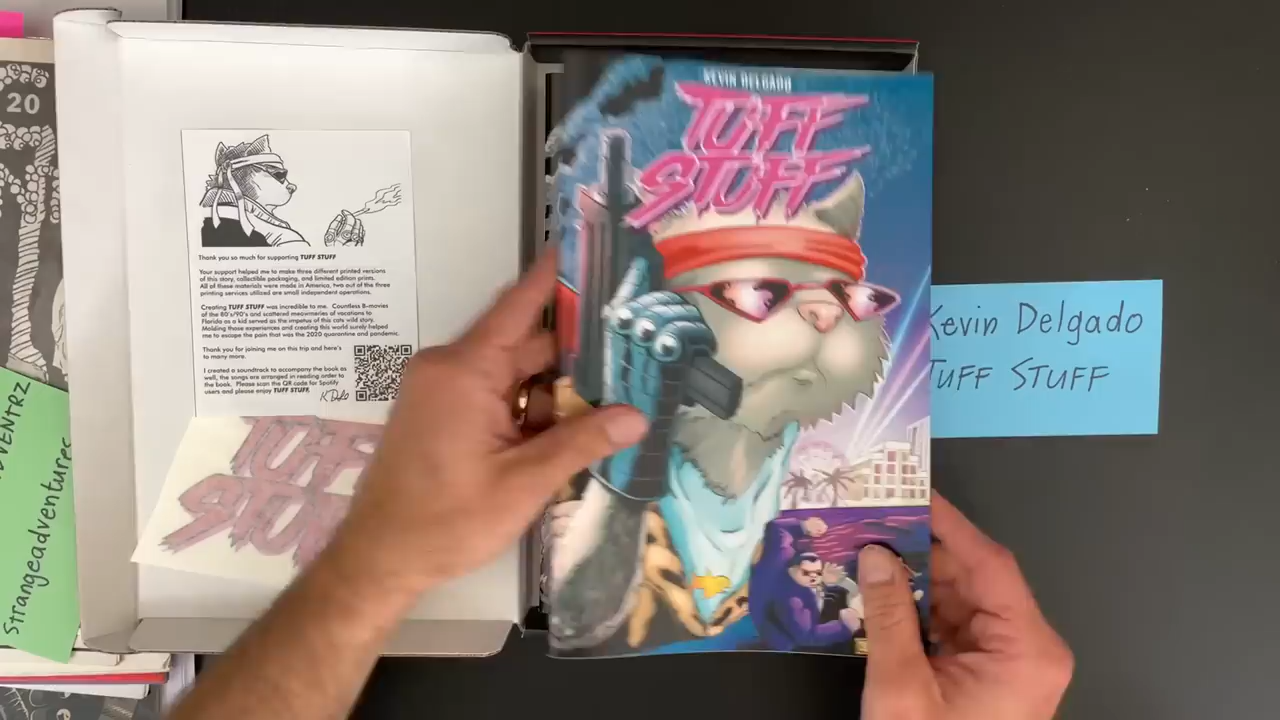 20
Thank you so much for supporting TUFF STUFF
Your support helped me to make three different printed versions
of this story, collectible packaging, and limited edition prints.
All of these materials were made in America, two out of the three
printing services utilized are small independent operations.
Creating TUFF STUFF was incredible to me. Countless B-movies
of the 80's/90's and scattered meowmeries of vacations to
Florida as a kid served as the impetus of this cats wild story.
Molding those experiences and creating this world surely helped
me to escape the pain that was the 2020 quarantine and pandemic.
Thank you for joining me on this trip and here's
to many more.
I created a soundtrack to accompany the book as
well, the songs are arranged in reading order to
the book. Please scan the QR code for Spotify
users and please enjoy TUFF STUFF.
TUFF
STUFF
KEVIN DELGADO
TUFF
STUFF
Kevin Delgado
TUFF STUFF
ADVENTRZ
Strangeadventures